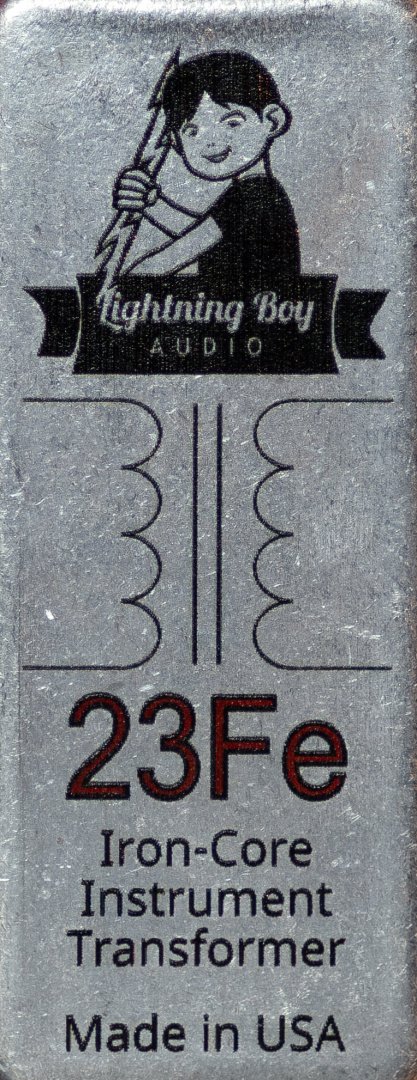 Lightning Boy
AUDIO
23Fe
Iron-Core
Instrument
Transformer
Made in USA